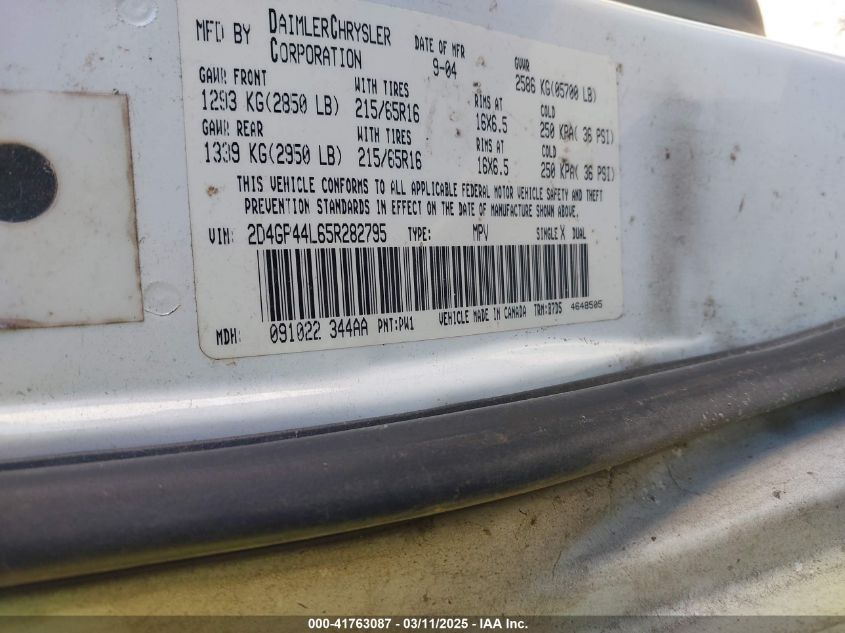 MFD BY DAIMLERCHRYSLER CORPORATION DATE OF MFR 9-04 GVWR 2586 KG(05700 LB)
GAWR FRONT WITH TIRES RIMS AT COLD
1293 KG(2850 LB) 215/65R16 16X6.5 250 KPA( 36 PSI)
GAWR REAR WITH TIRES RIMS AT COLD
1339 KG(2950 LB) 215/65R16 16X6.5 250 KPA( 36 PSI)
THIS VEHICLE CONFORMS TO ALL APPLICABLE FEDERAL MOTOR VEHICLE SAFETY AND THEFT
PREVENTION STANDARDS IN EFFECT ON THE DATE OF MANUFACTURE SHOWN ABOVE.
VIN: 2D4GP44L65R282795 TYPE: MPV SINGLE X DUAL
MDH: 091022 344AA PNT:PW1 VEHICLE MADE IN CANADA TRM:B7D5 4648505
000-41763087 - 03/11/2025 - IAA Inc.